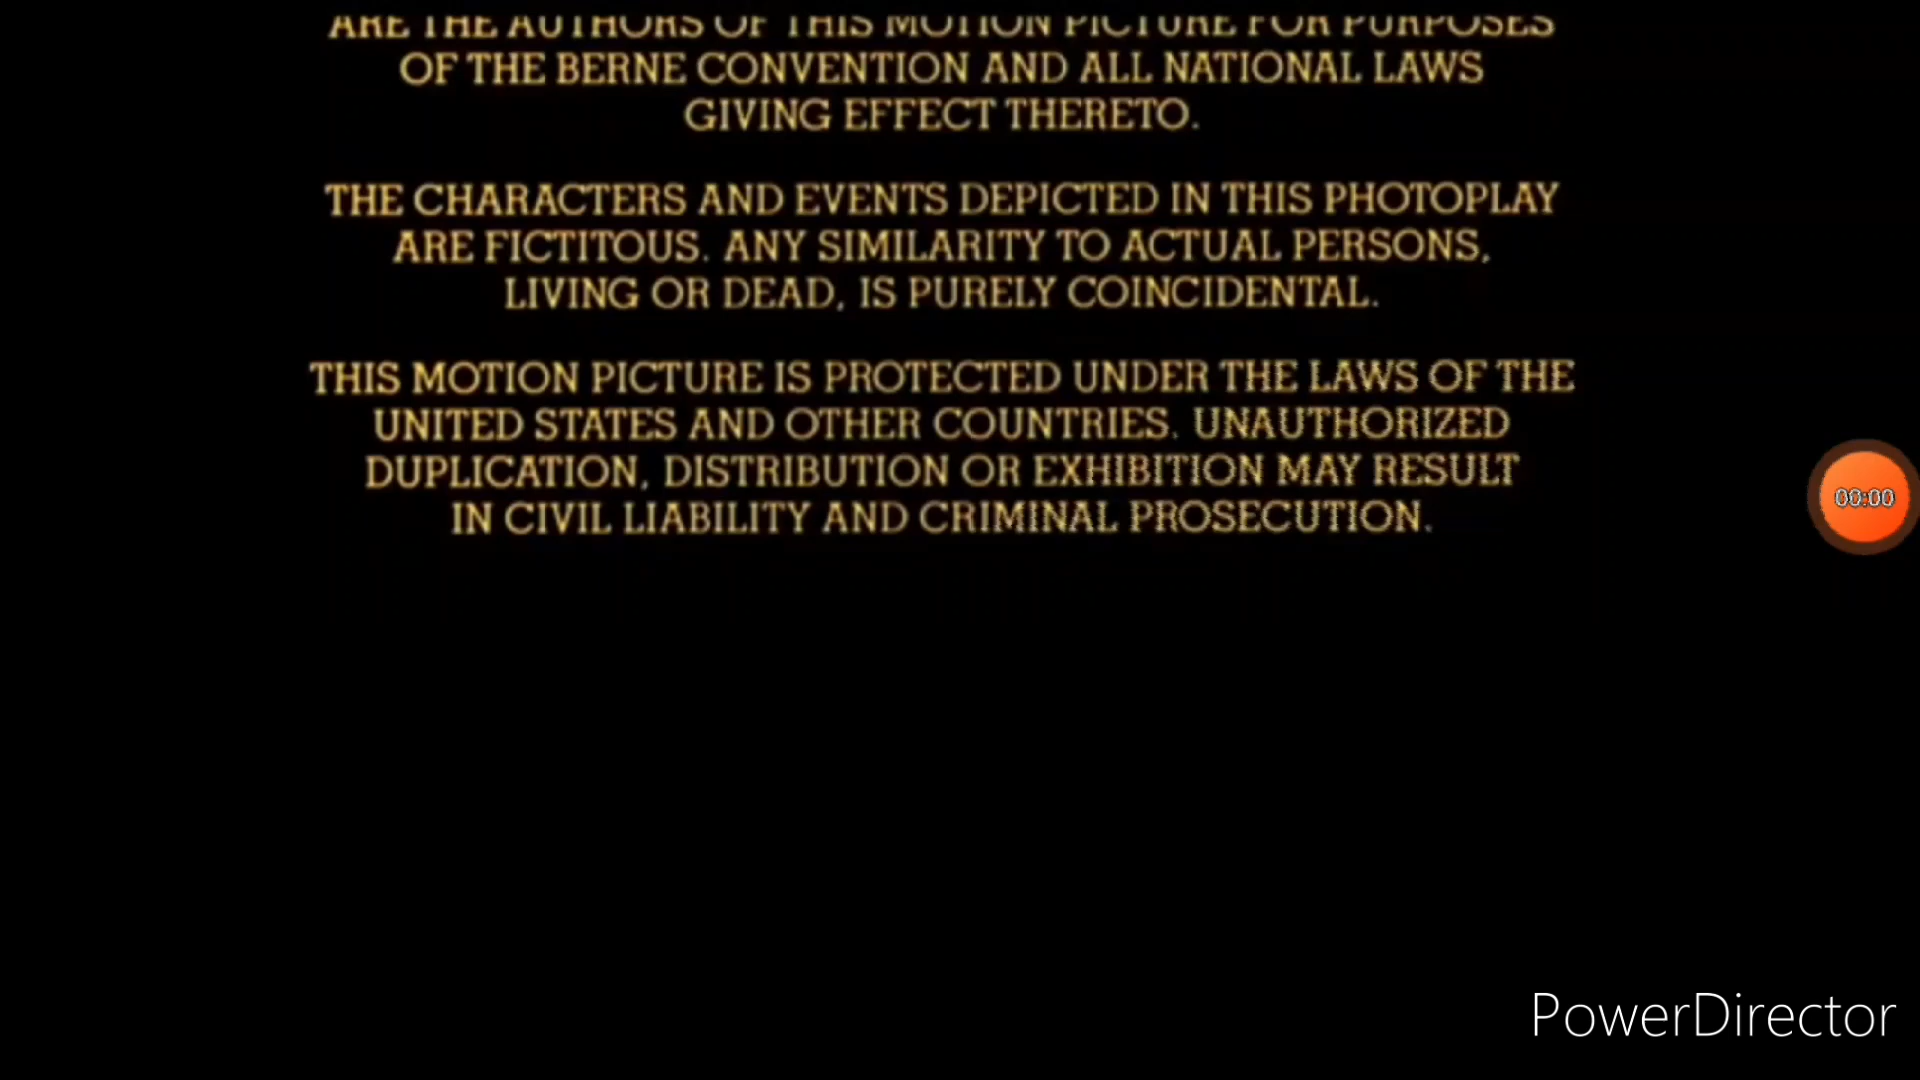 ARE THE AUTHORS OF THIS MOTION PICTURE FOR PURPOSES
OF THE BERNE CONVENTION AND ALL NATIONAL LAWS
GIVING EFFECT THERETO.
THE CHARACTERS AND EVENTS DEPICTED IN THIS PHOTOPLAY
ARE FICTITOUS. ANY SIMILARITY TO ACTUAL PERSONS,
LIVING OR DEAD, IS PURELY COINCIDENTAL.
THIS MOTION PICTURE IS PROTECTED UNDER THE LAWS OF THE
UNITED STATES AND OTHER COUNTRIES. UNAUTHORIZED
DUPLICATION, DISTRIBUTION OR EXHIBITION MAY RESULT
IN CIVIL LIABILITY AND CRIMINAL PROSECUTION.
00:00
PowerDirector